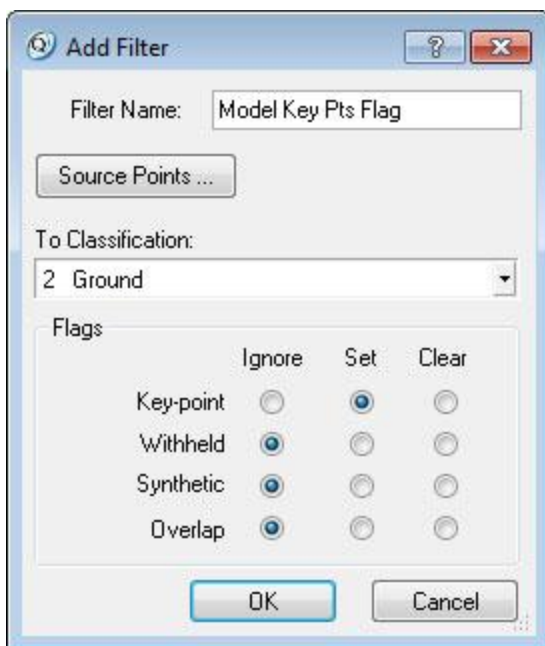 Add Filter
Filter Name: Model Key Pts Flag
Source Points ...
To Classification:
2 Ground
Flags
Ignore Set Clear
Key-point
Withheld
Synthetic
Overlap
OK Cancel